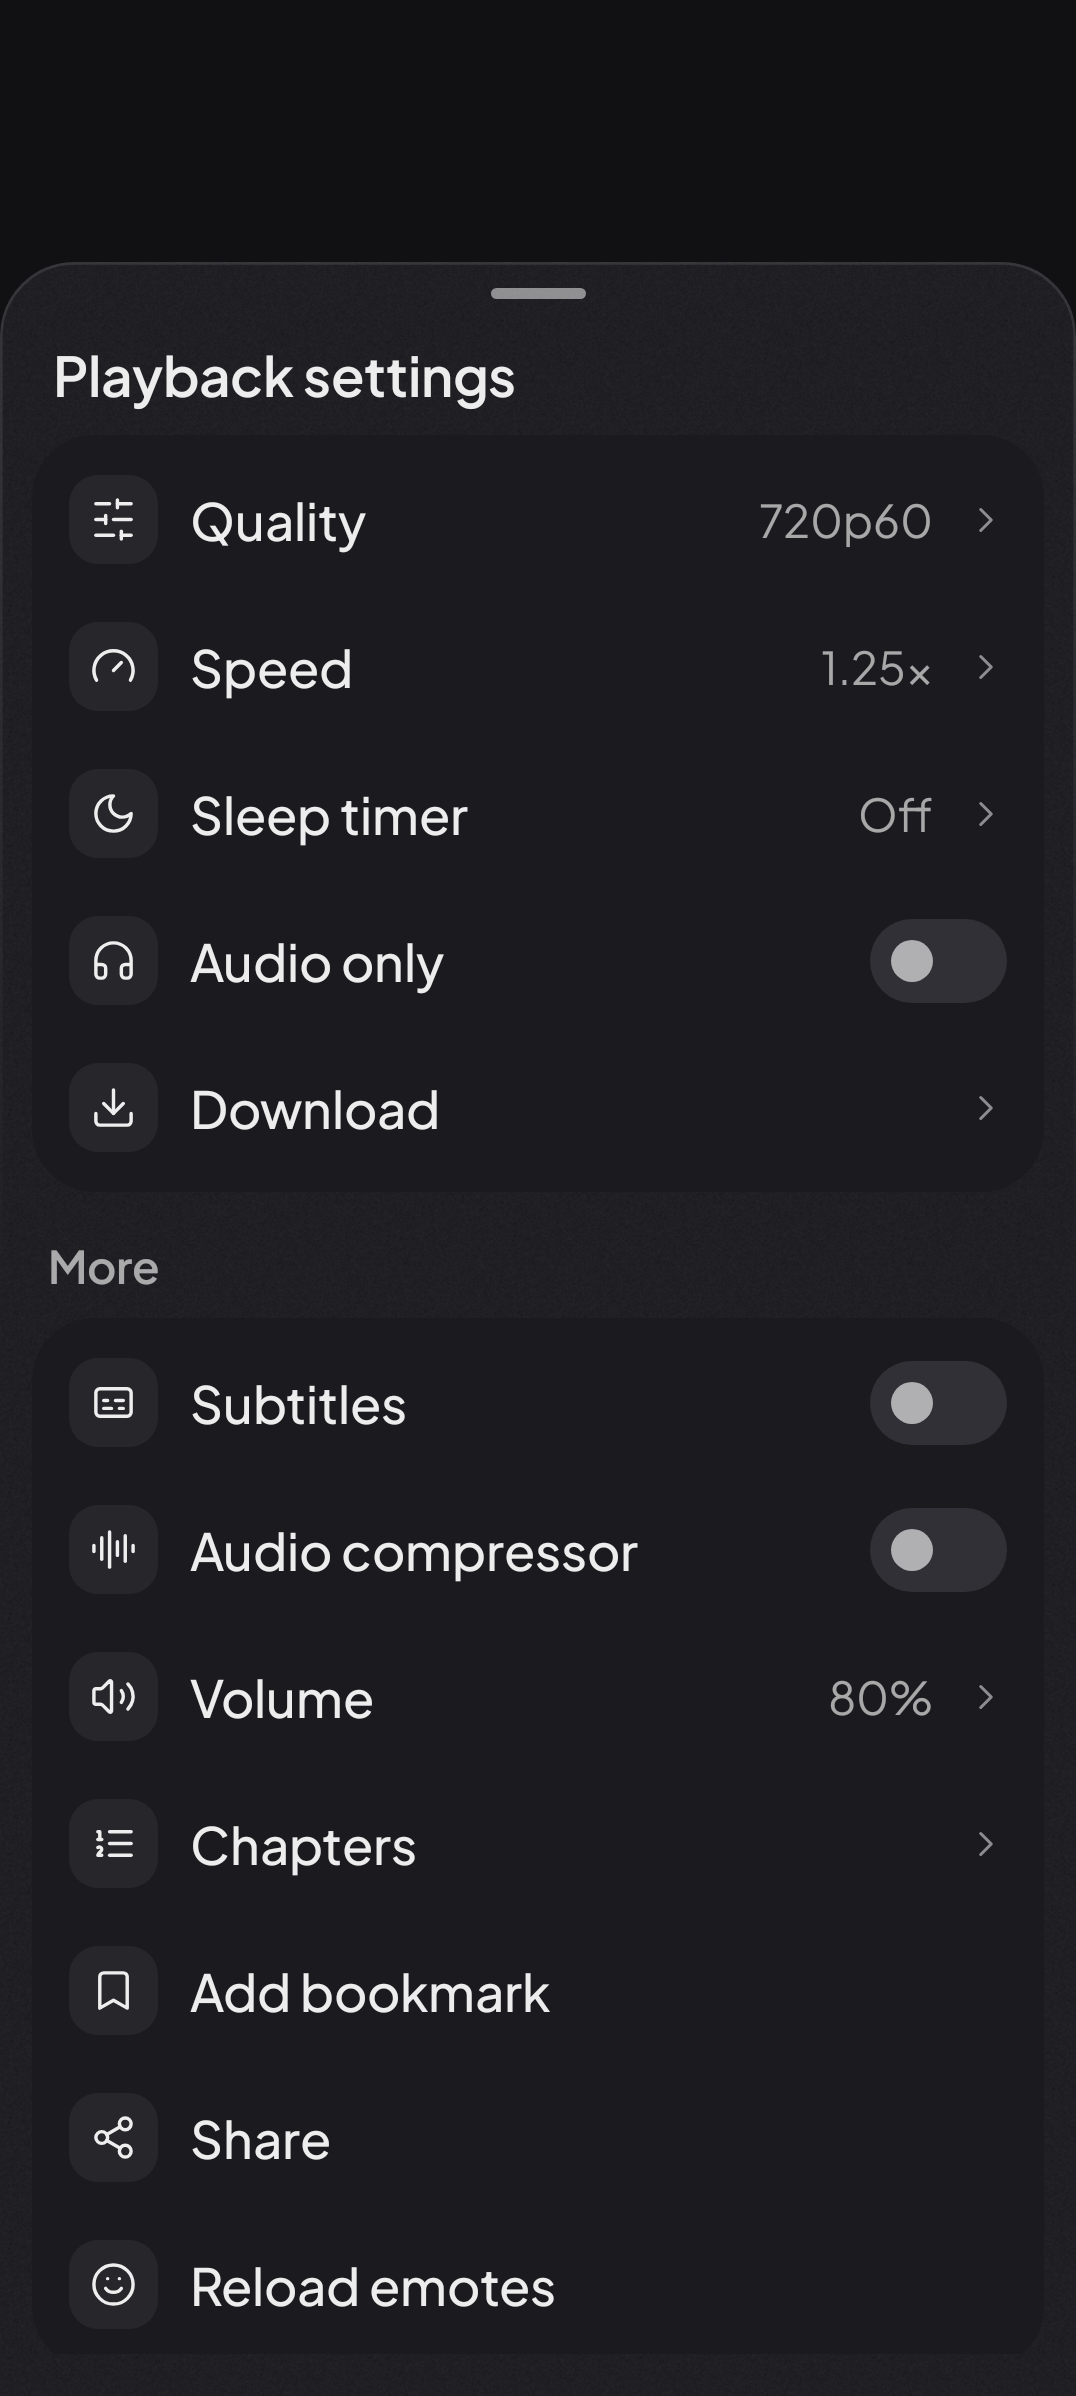 Playback settings
Quality 720p60
Speed 1.25×
Sleep timer Off
Audio only
Download
More
Subtitles
Audio compressor
Volume 80%
Chapters
Add bookmark
Share
Reload emotes